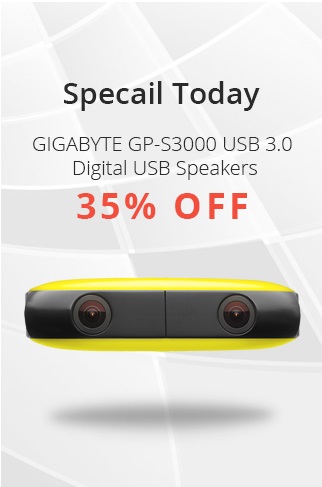 Specail Today
GIGABYTE GP-S3000 USB 3.0
Digital USB Speakers
35% OFF